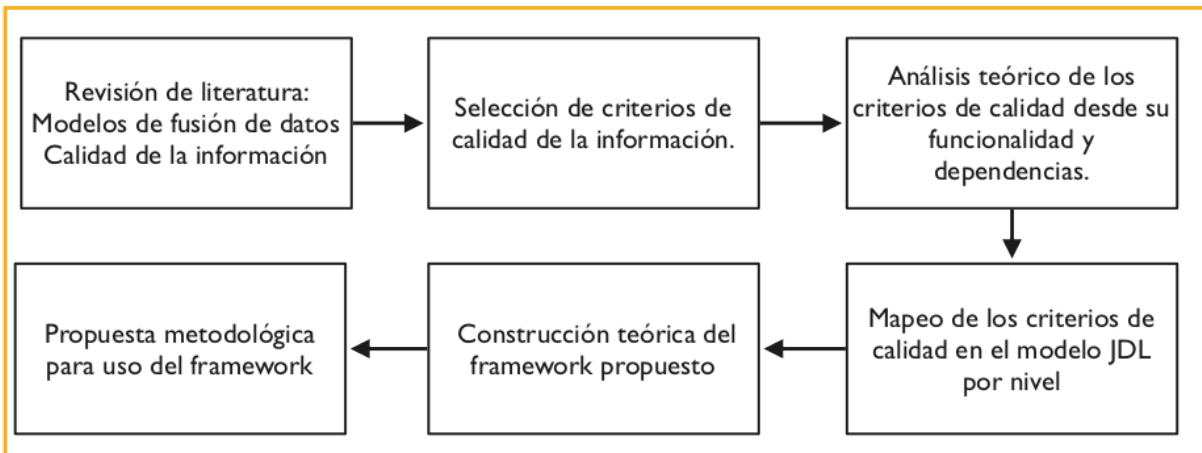 Revisión de literatura:
Modelos de fusión de datos
Calidad de la información
Selección de criterios de
calidad de la información.
Análisis teórico de los
criterios de calidad desde su
funcionalidad y
dependencias.
Mapeo de los criterios de
calidad en el modelo JDL
por nivel
Construcción teórica del
framework propuesto
Propuesta metodológica
para uso del framework